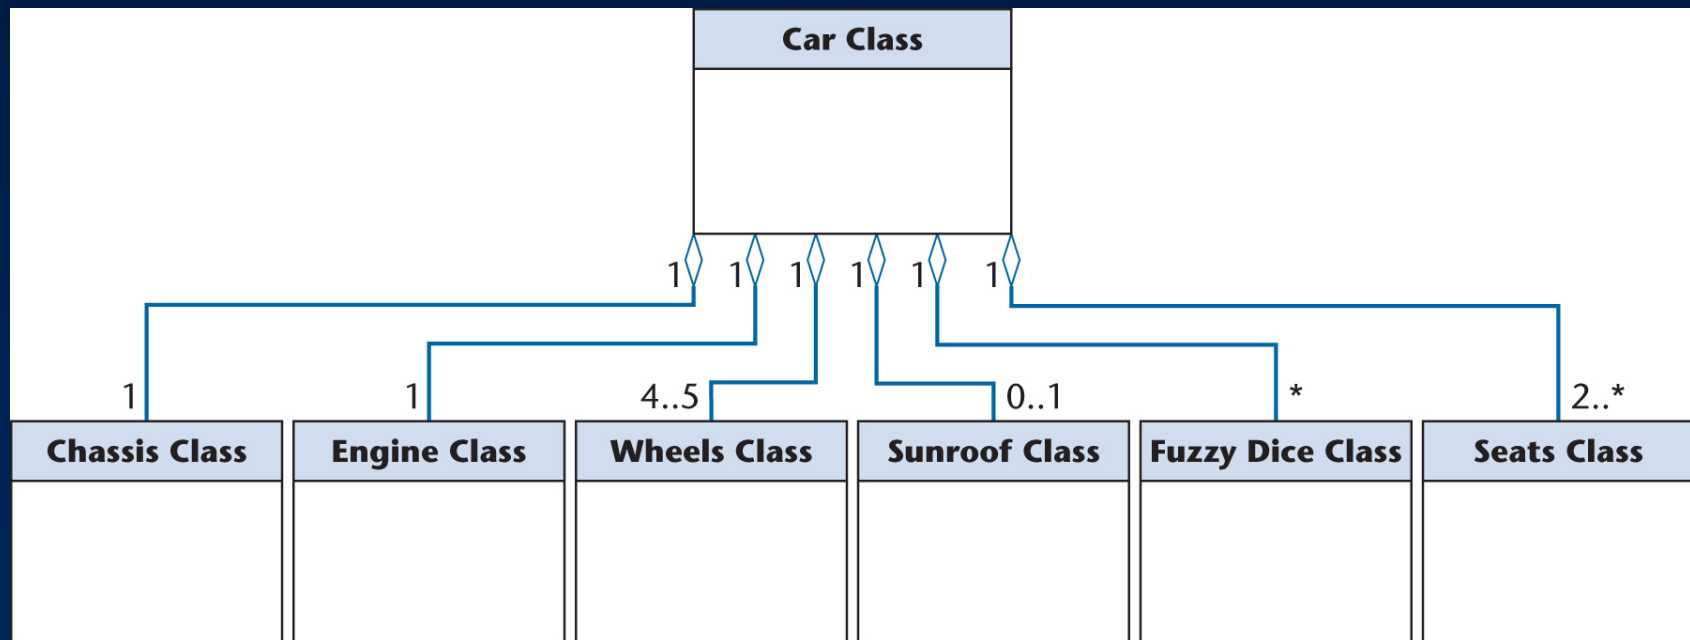 Car Class
1 1 1 1 1 1
1 1 4..5 0..1 * 2..*
Chassis Class Engine Class Wheels Class Sunroof Class Fuzzy Dice Class Seats Class